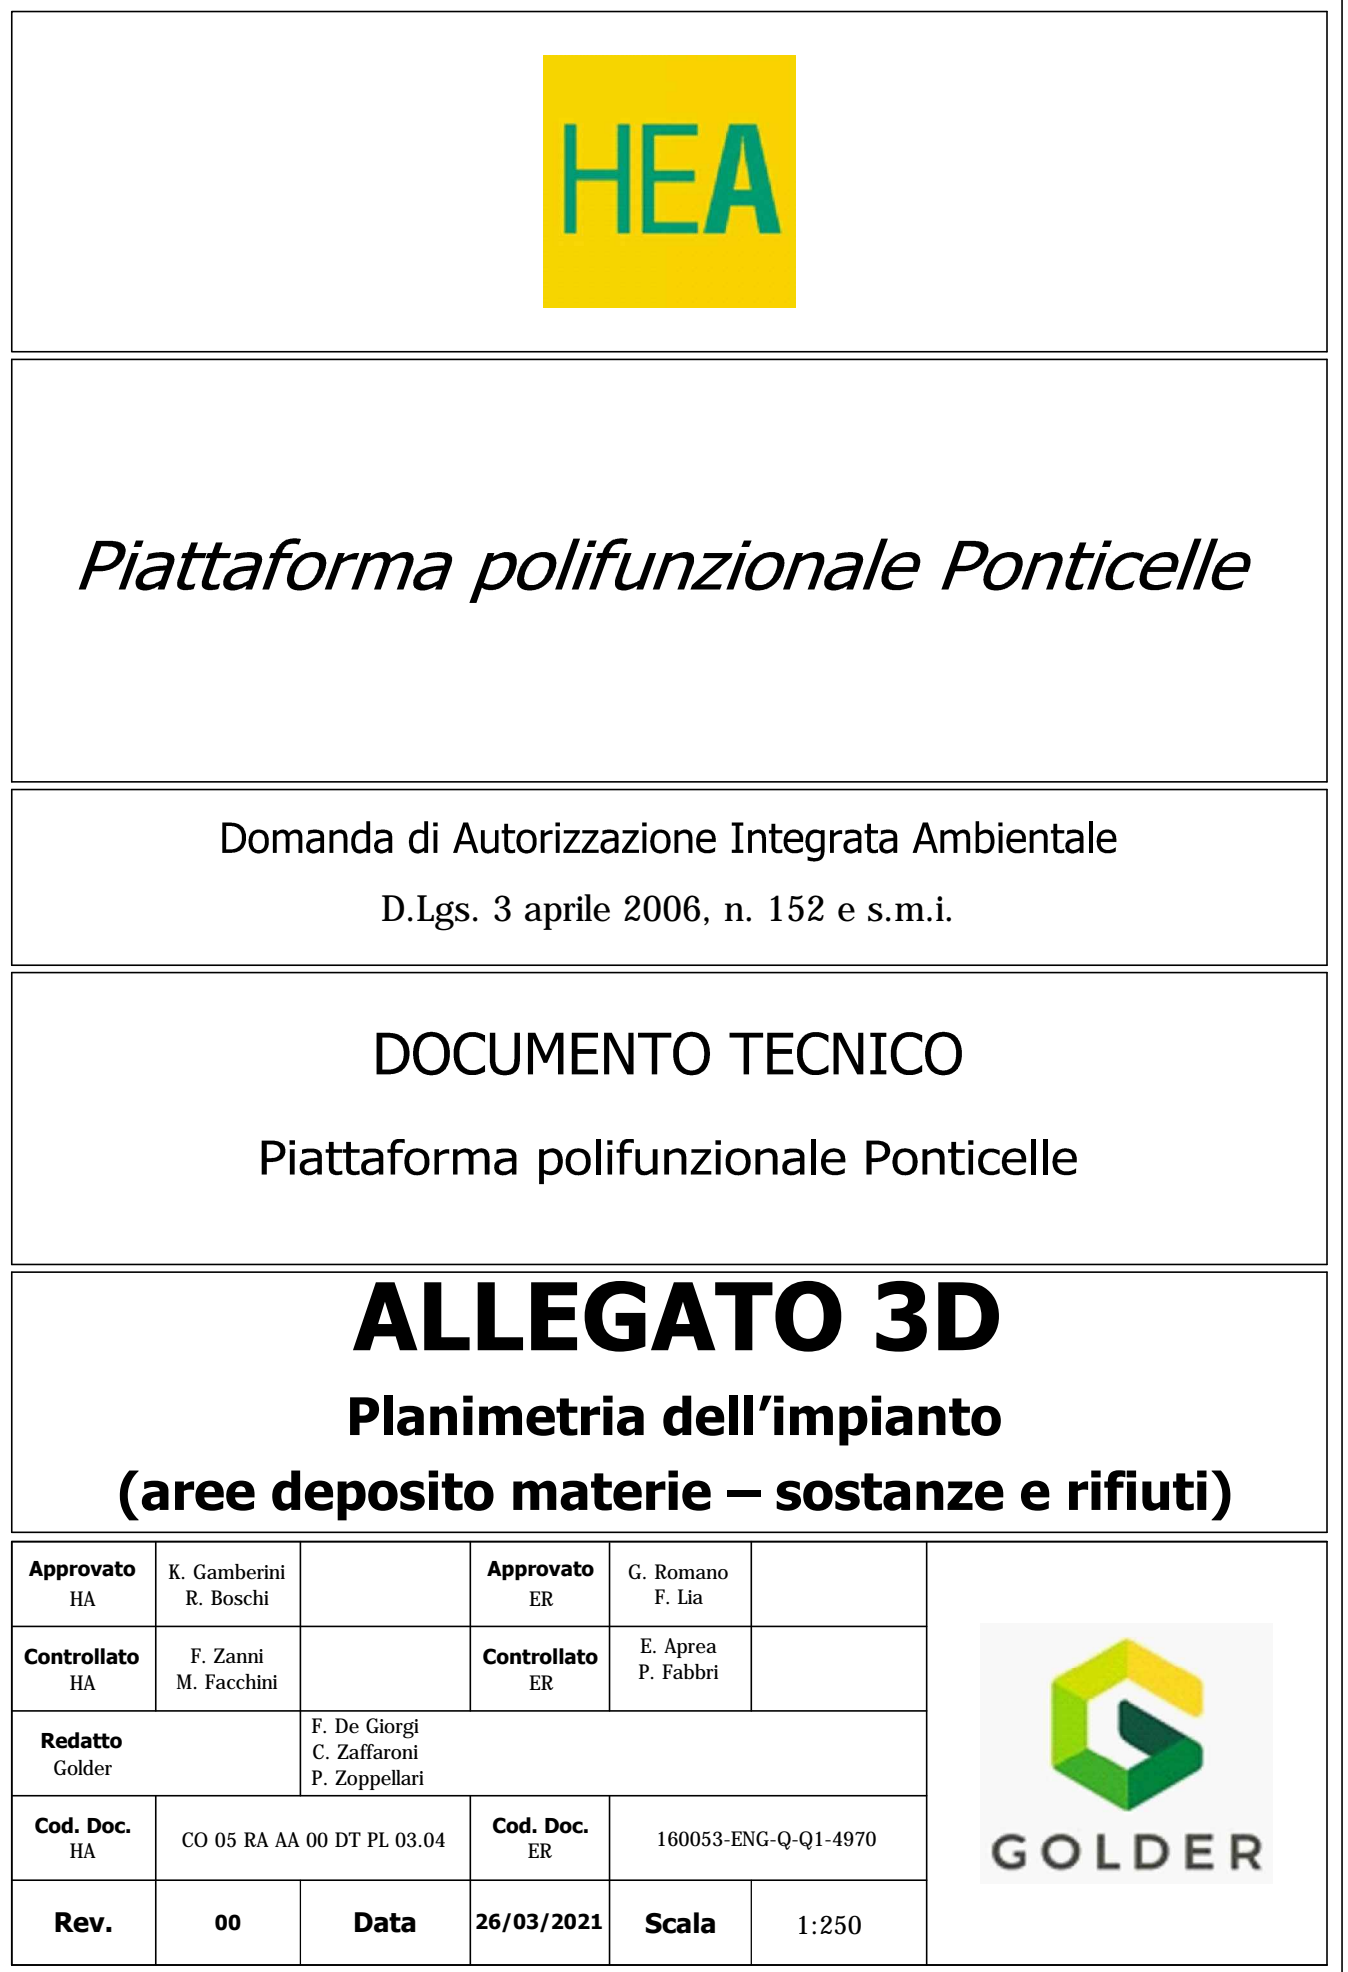 HEA
Piattaforma polifunzionale Ponticelle
Domanda di Autorizzazione Integrata Ambientale
D.Lgs. 3 aprile 2006, n. 152 e s.m.i.
DOCUMENTO TECNICO
Piattaforma polifunzionale Ponticelle
ALLEGATO 3D
Planimetria dell’impianto
(aree deposito materie – sostanze e rifiuti)
Approvato
HA
K. Gamberini
R. Boschi
Approvato
ER
G. Romano
F. Lia
Controllato
HA
F. Zanni
M. Facchini
Controllato
ER
E. Aprea
P. Fabbri
Redatto
Golder
F. De Giorgi
C. Zaffaroni
P. Zoppellari
Cod. Doc.
HA
CO 05 RA AA 00 DT PL 03.04
Cod. Doc.
ER
160053-ENG-Q-Q1-4970
Rev.
00
Data
26/03/2021
Scala
1:250
GOLDER